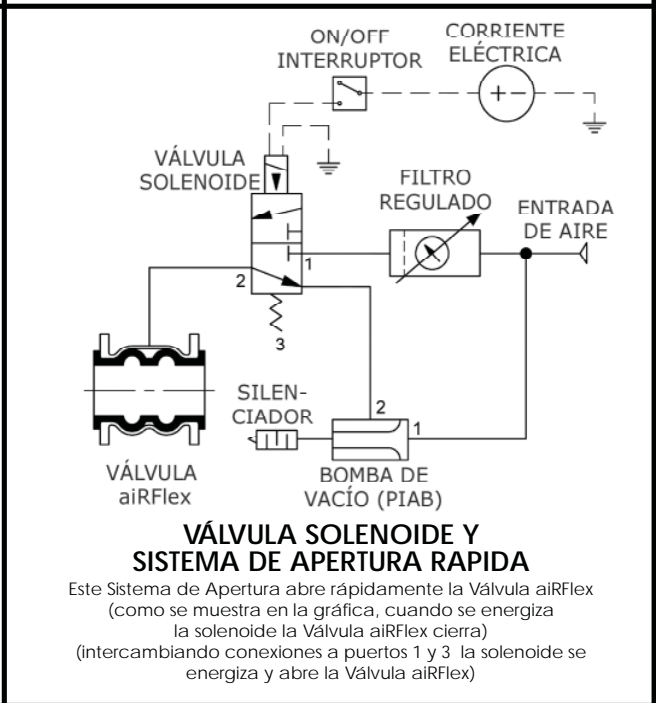 ON/OFF
INTERRUPTOR
CORRIENTE
ELÉCTRICA
+ -
VÁLVULA
SOLENOIDE
FILTRO
REGULADO
ENTRADA
DE AIRE
1
2
3
SILEN-
CIADOR
2
1
VÁLVULA
aiRFlex
BOMBA DE
VACÍO (PIAB)
VÁLVULA SOLENOIDE Y
SISTEMA DE APERTURA RAPIDA
Este Sistema de Apertura abre rápidamente la Válvula aiRFlex
(como se muestra en la gráfica, cuando se energiza
la solenoide la Válvula aiRFlex cierra)
(intercambiando conexiones a puertos 1 y 3 la solenoide se
energiza y abre la Válvula aiRFlex)